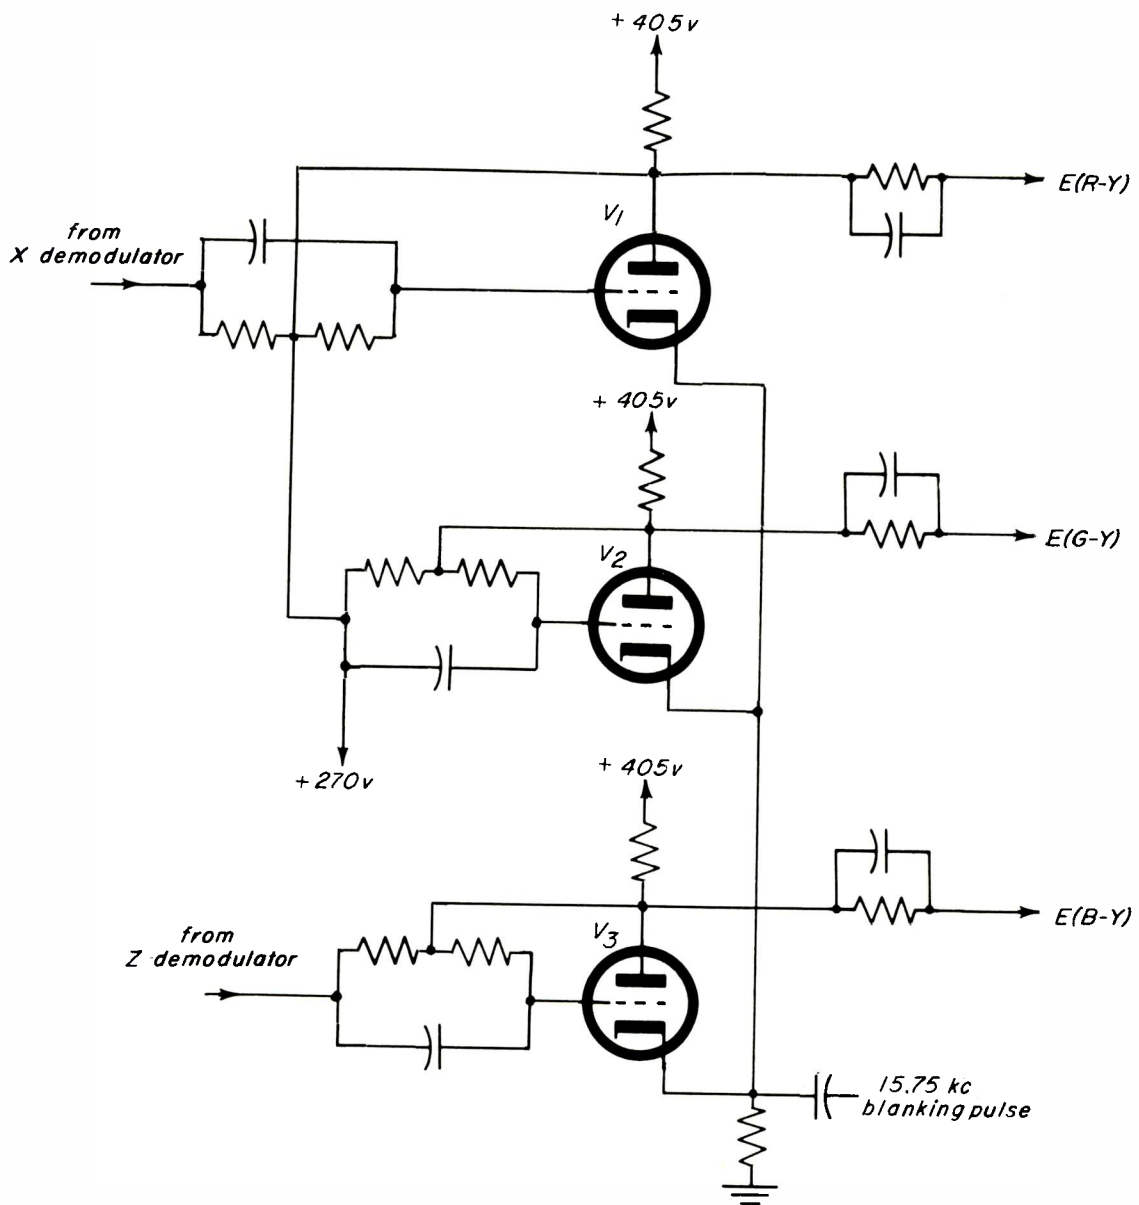 + 405v
E(R-Y)
V1
from
X demodulator
+ 405v
E(G-Y)
V2
+ 270v
+ 405v
E(B-Y)
V3
from
Z demodulator
15.75 kc
blanking pulse